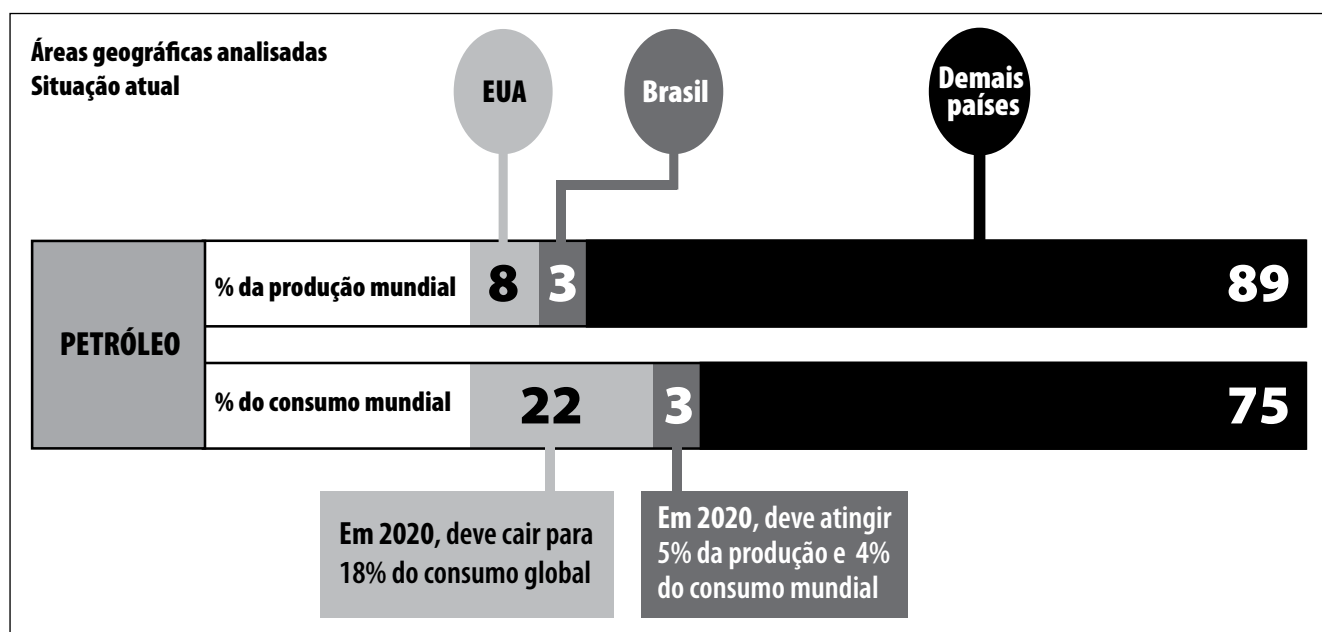 Áreas geográficas analisadas
Situação atual
EUA
Brasil
Demais
países
PETRÓLEO
% da produção mundial
8
3
89
% do consumo mundial
22
3
75
Em 2020, deve cair para
18% do consumo global
Em 2020, deve atingir
5% da produção e 4%
do consumo mundial